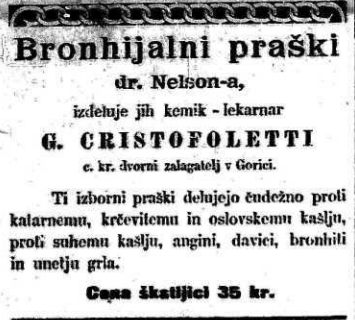 Bronhijalni praški
dr. Nelson-a,
izdeluje jih kemik - lekarnar
G. CRISTOFOLETTI
c. kr. dvorni zalagatelj v Gorici.
Ti izborni praški delujejo čudežno proti
katarnemu, krčevitemu in oslovskemu kašlju,
proti suhemu kašlju, angini, davici, bronhiti
in unetju grla.
Cena škatljici 35 kr.